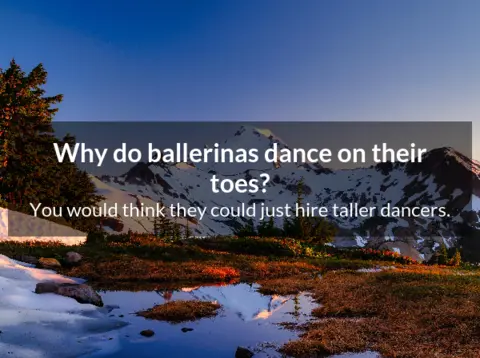 Why do ballerinas dance on their
toes?
You would think they could just hire taller dancers.